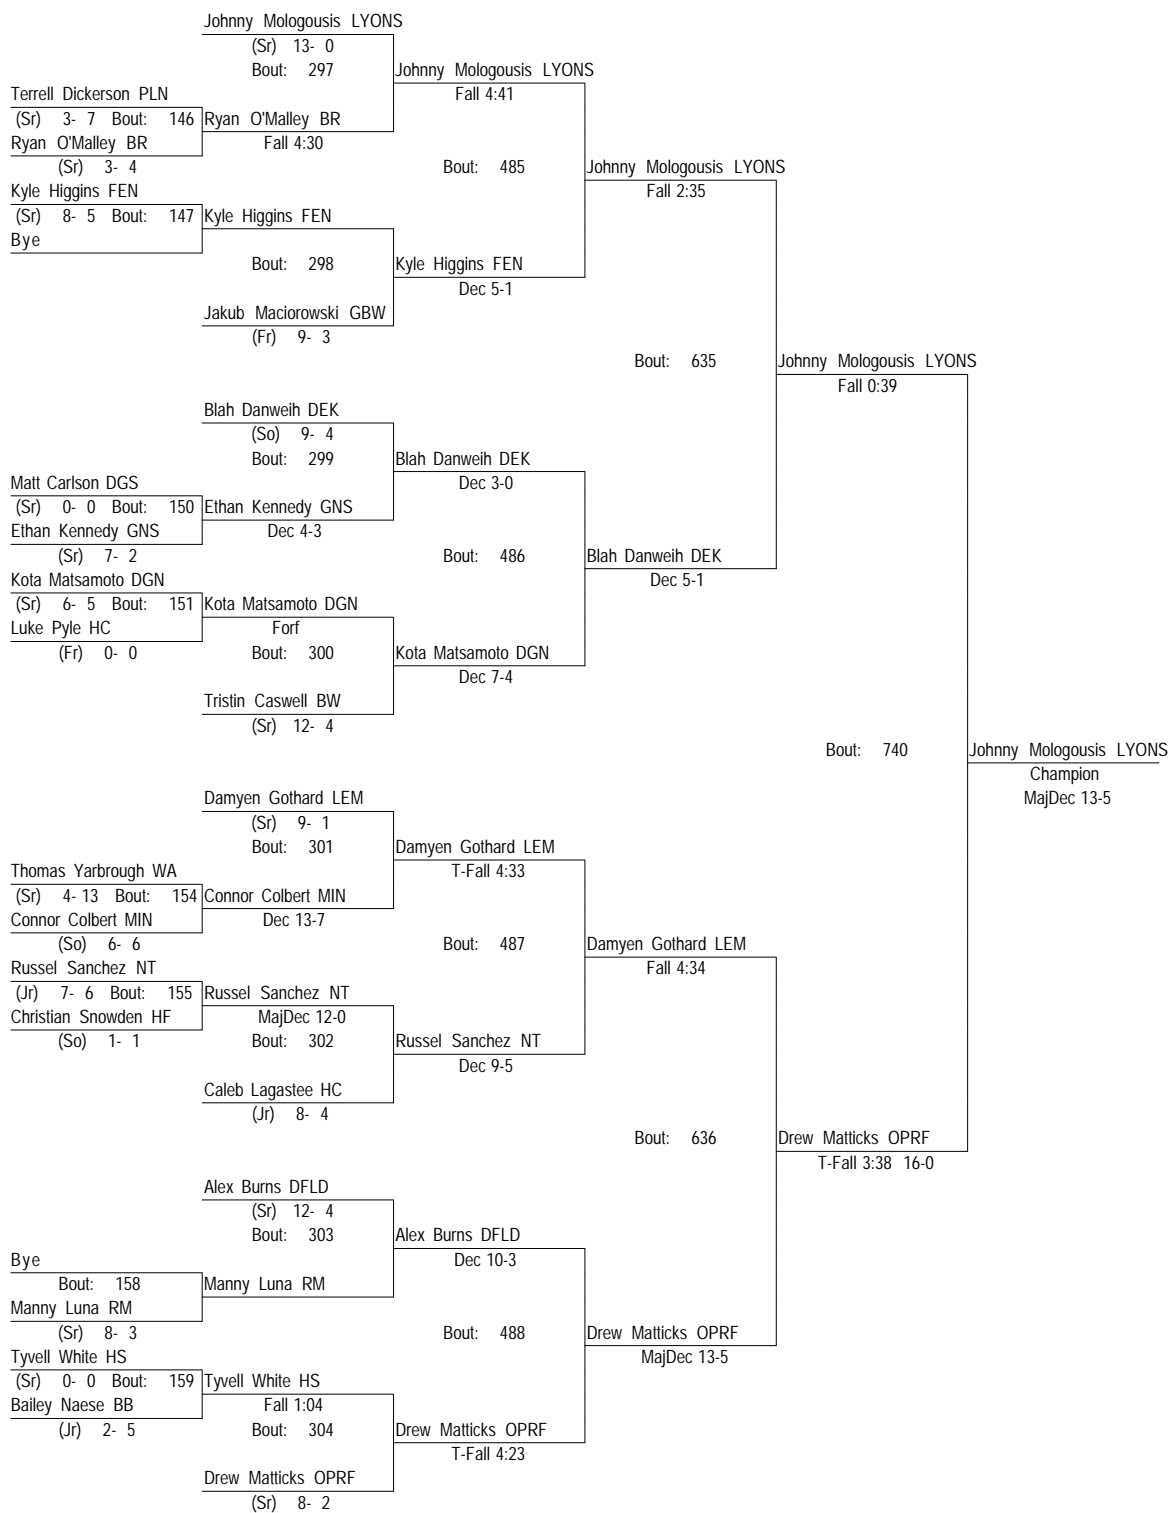 Johnny Mologousis LYONS
(Sr) 13- 0
Bout: 297
Johnny Mologousis LYONS
Fall 4:41
Terrell Dickerson PLN
(Sr) 3- 7 Bout: 146
Ryan O'Malley BR
Ryan O'Malley BR
Fall 4:30
(Sr) 3- 4
Bout: 485
Johnny Mologousis LYONS
Fall 2:35
Kyle Higgins FEN
(Sr) 8- 5 Bout: 147
Kyle Higgins FEN
Bye
Bout: 298
Kyle Higgins FEN
Dec 5-1
Jakub Maciorowski GBW
(Fr) 9- 3
Bout: 635
Johnny Mologousis LYONS
Fall 0:39
Blah Danweih DEK
(So) 9- 4
Bout: 299
Blah Danweih DEK
Dec 3-0
Matt Carlson DGS
(Sr) 0- 0 Bout: 150
Ethan Kennedy GNS
Ethan Kennedy GNS
Dec 4-3
(Sr) 7- 2
Bout: 486
Blah Danweih DEK
Dec 5-1
Kota Matsamoto DGN
(Sr) 6- 5 Bout: 151
Kota Matsamoto DGN
Luke Pyle HC
Forf
(Fr) 0- 0
Bout: 300
Kota Matsamoto DGN
Dec 7-4
Tristin Caswell BW
(Sr) 12- 4
Bout: 740
Johnny Mologousis LYONS
Champion
MajDec 13-5
Damyen Gothard LEM
(Sr) 9- 1
Bout: 301
Damyen Gothard LEM
T-Fall 4:33
Thomas Yarbrough WA
(Sr) 4- 13 Bout: 154
Connor Colbert MIN
Connor Colbert MIN
Dec 13-7
(So) 6- 6
Bout: 487
Damyen Gothard LEM
Fall 4:34
Russel Sanchez NT
(Jr) 7- 6 Bout: 155
Russel Sanchez NT
Christian Snowden HF
MajDec 12-0
(So) 1- 1
Bout: 302
Russel Sanchez NT
Dec 9-5
Caleb Lagastee HC
(Jr) 8- 4
Bout: 636
Drew Matticks OPRF
T-Fall 3:38 16-0
Alex Burns DFLD
(Sr) 12- 4
Bout: 303
Alex Burns DFLD
Dec 10-3
Bye
Bout: 158
Manny Luna RM
Manny Luna RM
(Sr) 8- 3
Bout: 488
Drew Matticks OPRF
MajDec 13-5
Tyvell White HS
(Sr) 0- 0 Bout: 159
Tyvell White HS
Bailey Naese BB
Fall 1:04
(Jr) 2- 5
Bout: 304
Drew Matticks OPRF
T-Fall 4:23
Drew Matticks OPRF
(Sr) 8- 2